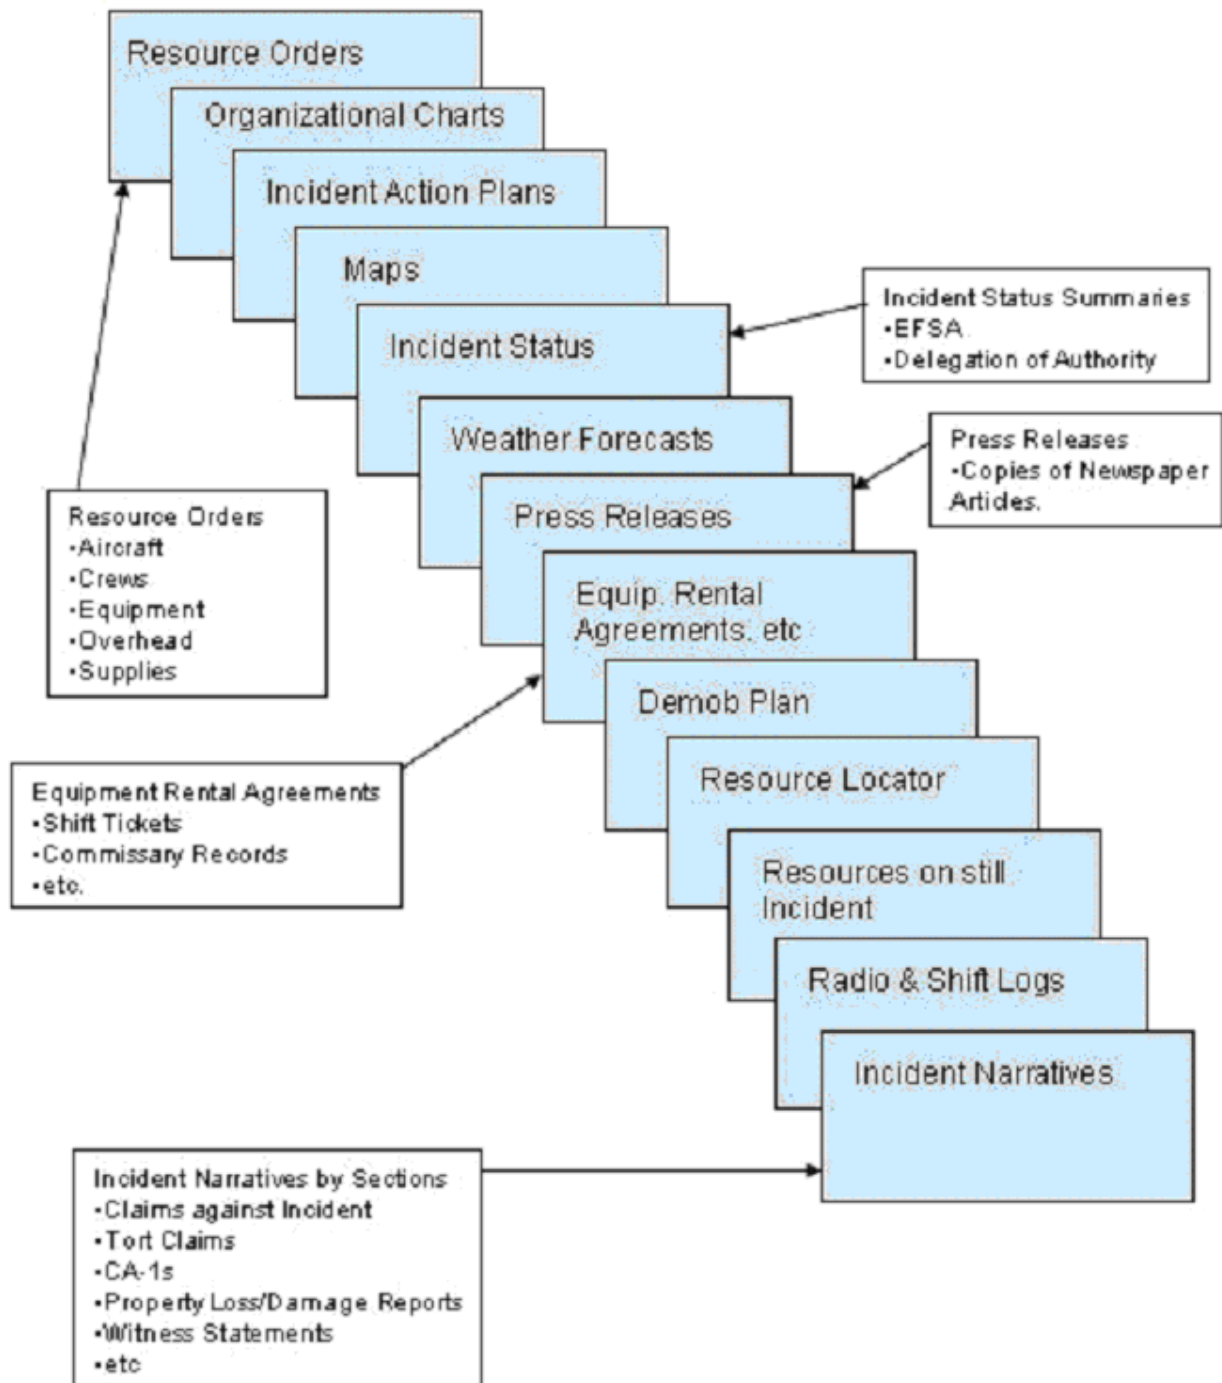 Resource Orders
Organizational Charts
Incident Action Plans
Maps
Incident Status
Weather Forecasts
Press Releases
Equip. Rental
Agreements. etc
Demob Plan
Resource Locator
Resources on still
Incident
Radio & Shift Logs
Incident Narratives
Incident Status Summaries
•EFSA
•Delegation of Authority
Press Releases
•Copies of Newspaper
Articles.
Resource Orders
•Aircraft
•Crews
•Equipment
•Overhead
•Supplies
Equipment Rental Agreements
•Shift Tickets
•Commissary Records
•etc.
Incident Narratives by Sections
•Claims against Incident
•Tort Claims
•CA-1s
•Property Loss/Damage Reports
•Witness Statements
•etc